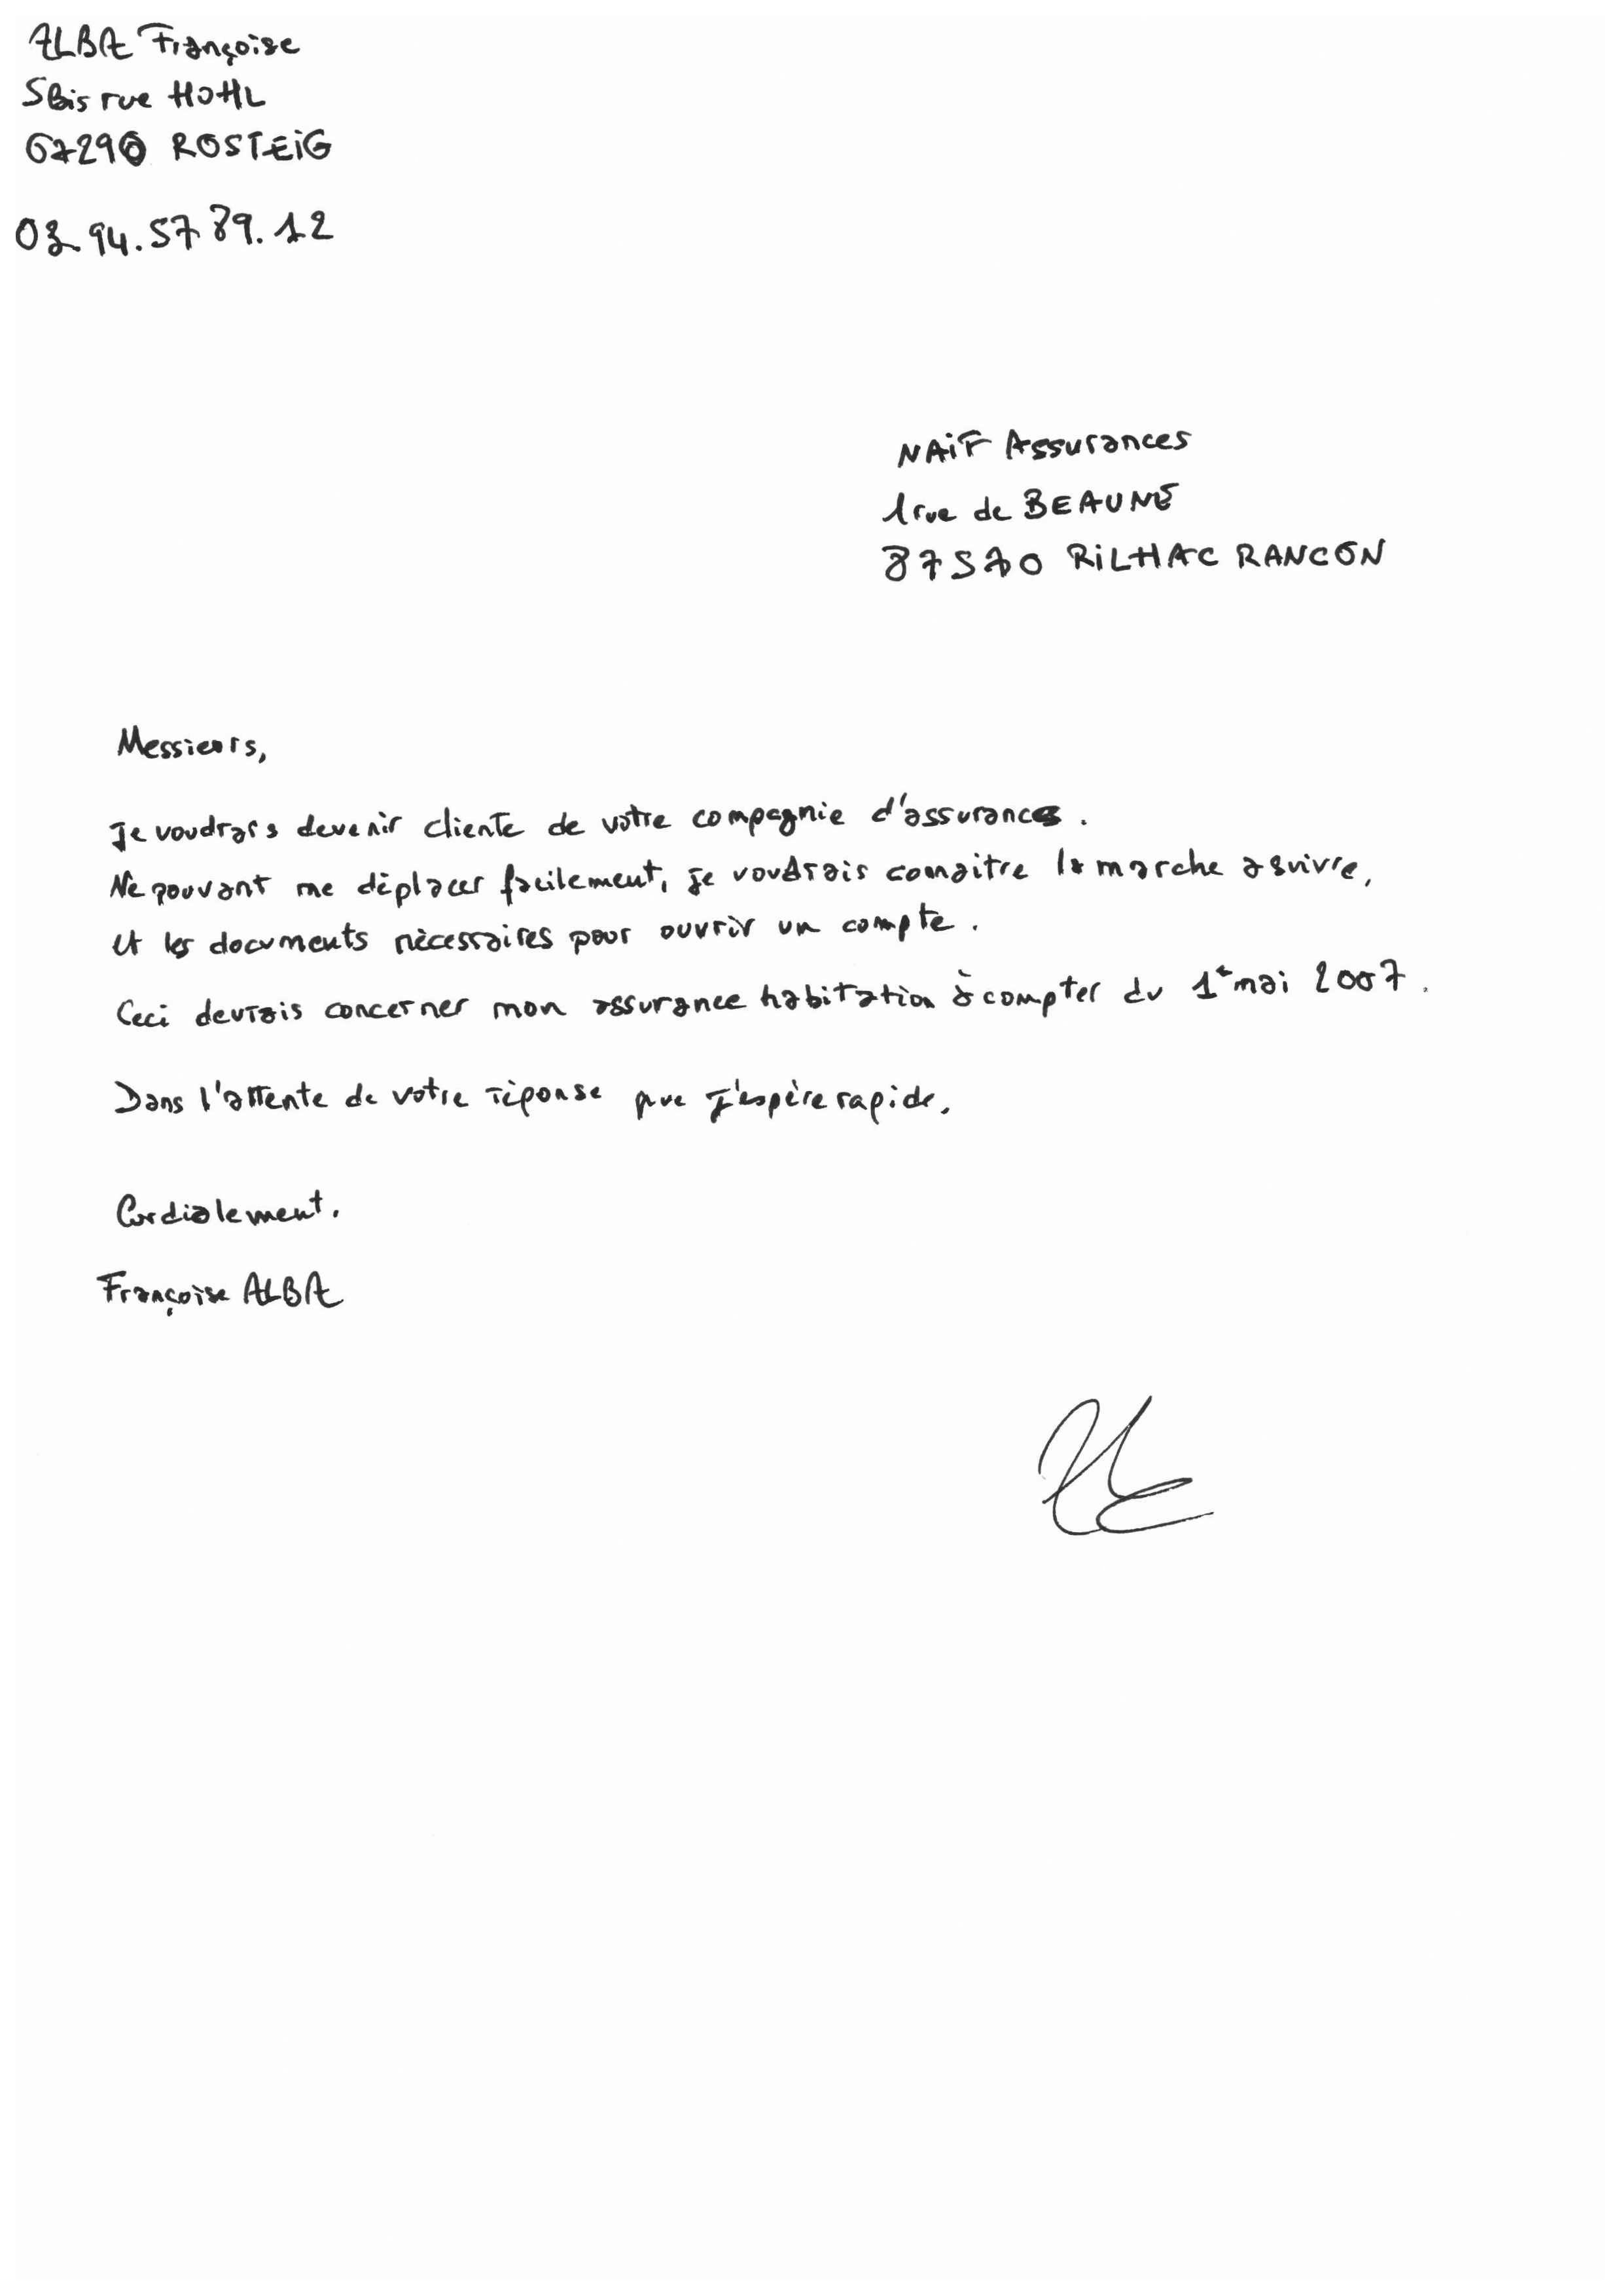 ALBA Françoise
5bis rue HOHL
67290 ROSTEiG
03.94.57 89.12
NAiF Assurances
1 rue de BEAUNE
87570 RiLHAC RANCON
Messieurs,
Je voudrais devenir cliente de votre compagnie d'assurances.
Ne pouvant me déplacer facilement, je voudrais connaitre la marche a suivre,
et les documents nécessaires pour ouvrir un compte.
Ceci devrais concerner mon assurance habitation à compter du 1er mai 2007.
Dans l'attente de votre réponse que j'espère rapide,
Cordialement.
Françoise ALBA